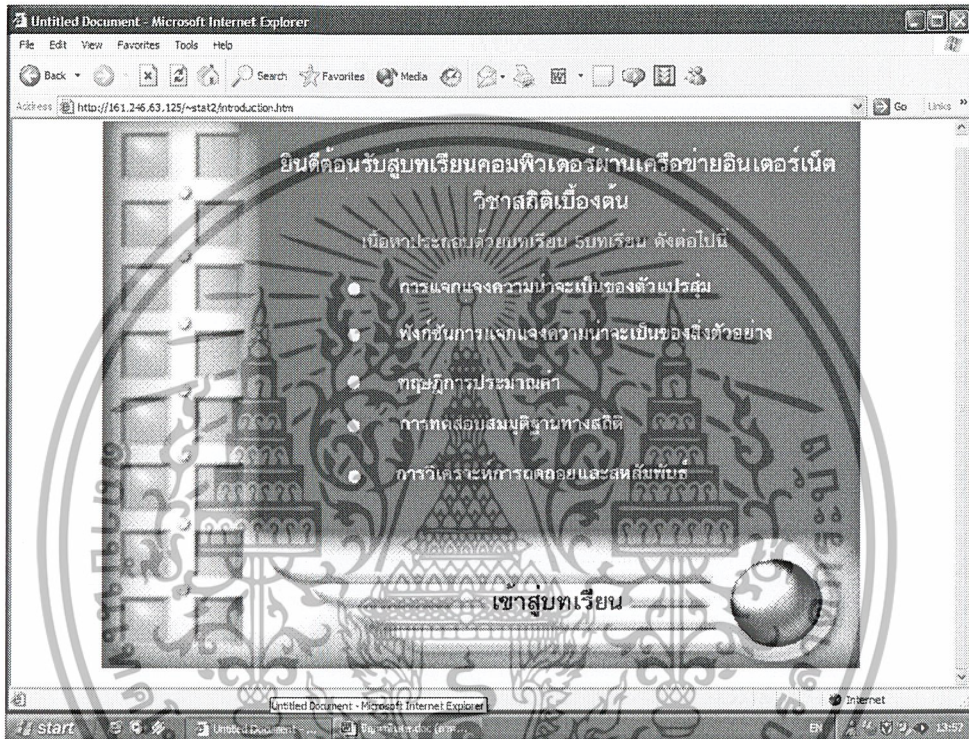 Untitled Document - Microsoft Internet Explorer
File Edit View Favorites Tools Help
Back Search Favorites Media
Address http://161.246.63.125/~stat2/introduction.htm Go Links »
ยินดีต้อนรับสู่บทเรียนคอมพิวเตอร์ผ่านเครือข่ายอินเตอร์เน็ต
วิชาสถิติเบื้องต้น
เนื้อหาประกอบด้วยบทเรียน 5บทเรียน ดังต่อไปนี้
การแจกแจงความน่าจะเป็นของตัวแปรสุ่ม
ฟังก์ชันการแจกแจงความน่าจะเป็นของสิ่งตัวอย่าง
ทฤษฎีการประมาณค่า
การทดสอบสมมุติฐานทางสถิติ
การวิเคราะห์การถดถอยและสหสัมพันธ์
เข้าสู่บทเรียน
Untitled Document - Microsoft Internet Explorer
Internet
start Untitled Document - ... EN 13:57